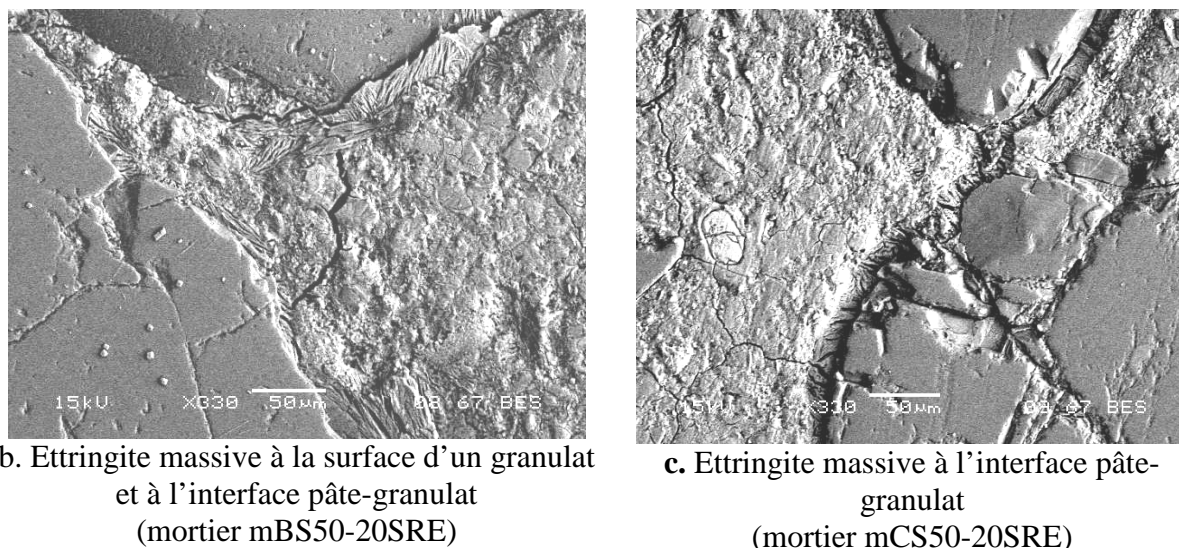 15kV X330 50μm 08 67 BES
15kV X330 50μm 08 67 BES
b. Ettringite massive à la surface d'un granulat
et à l'interface pâte-granulat
(mortier mBS50-20SRE)
c. Ettringite massive à l'interface pâte-
granulat
(mortier mCS50-20SRE)